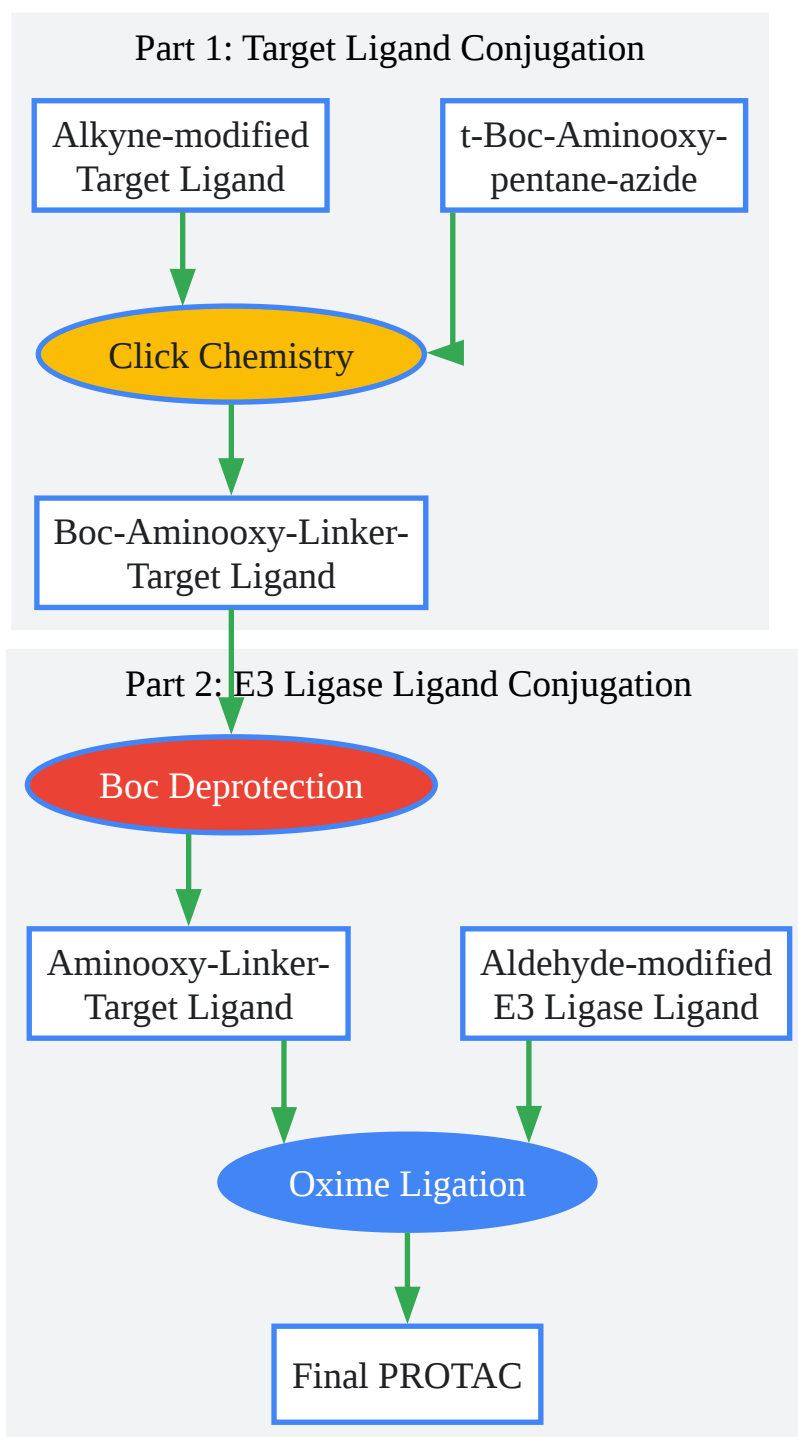 Part 1: Target Ligand Conjugation
Alkyne-modified
Target Ligand
t-Boc-Aminooxy-
pentane-azide
Click Chemistry
Boc-Aminooxy-Linker-
Target Ligand
Part 2: E3 Ligase Ligand Conjugation
Boc Deprotection
Aminooxy-Linker-
Target Ligand
Aldehyde-modified
E3 Ligase Ligand
Oxime Ligation
Final PROTAC